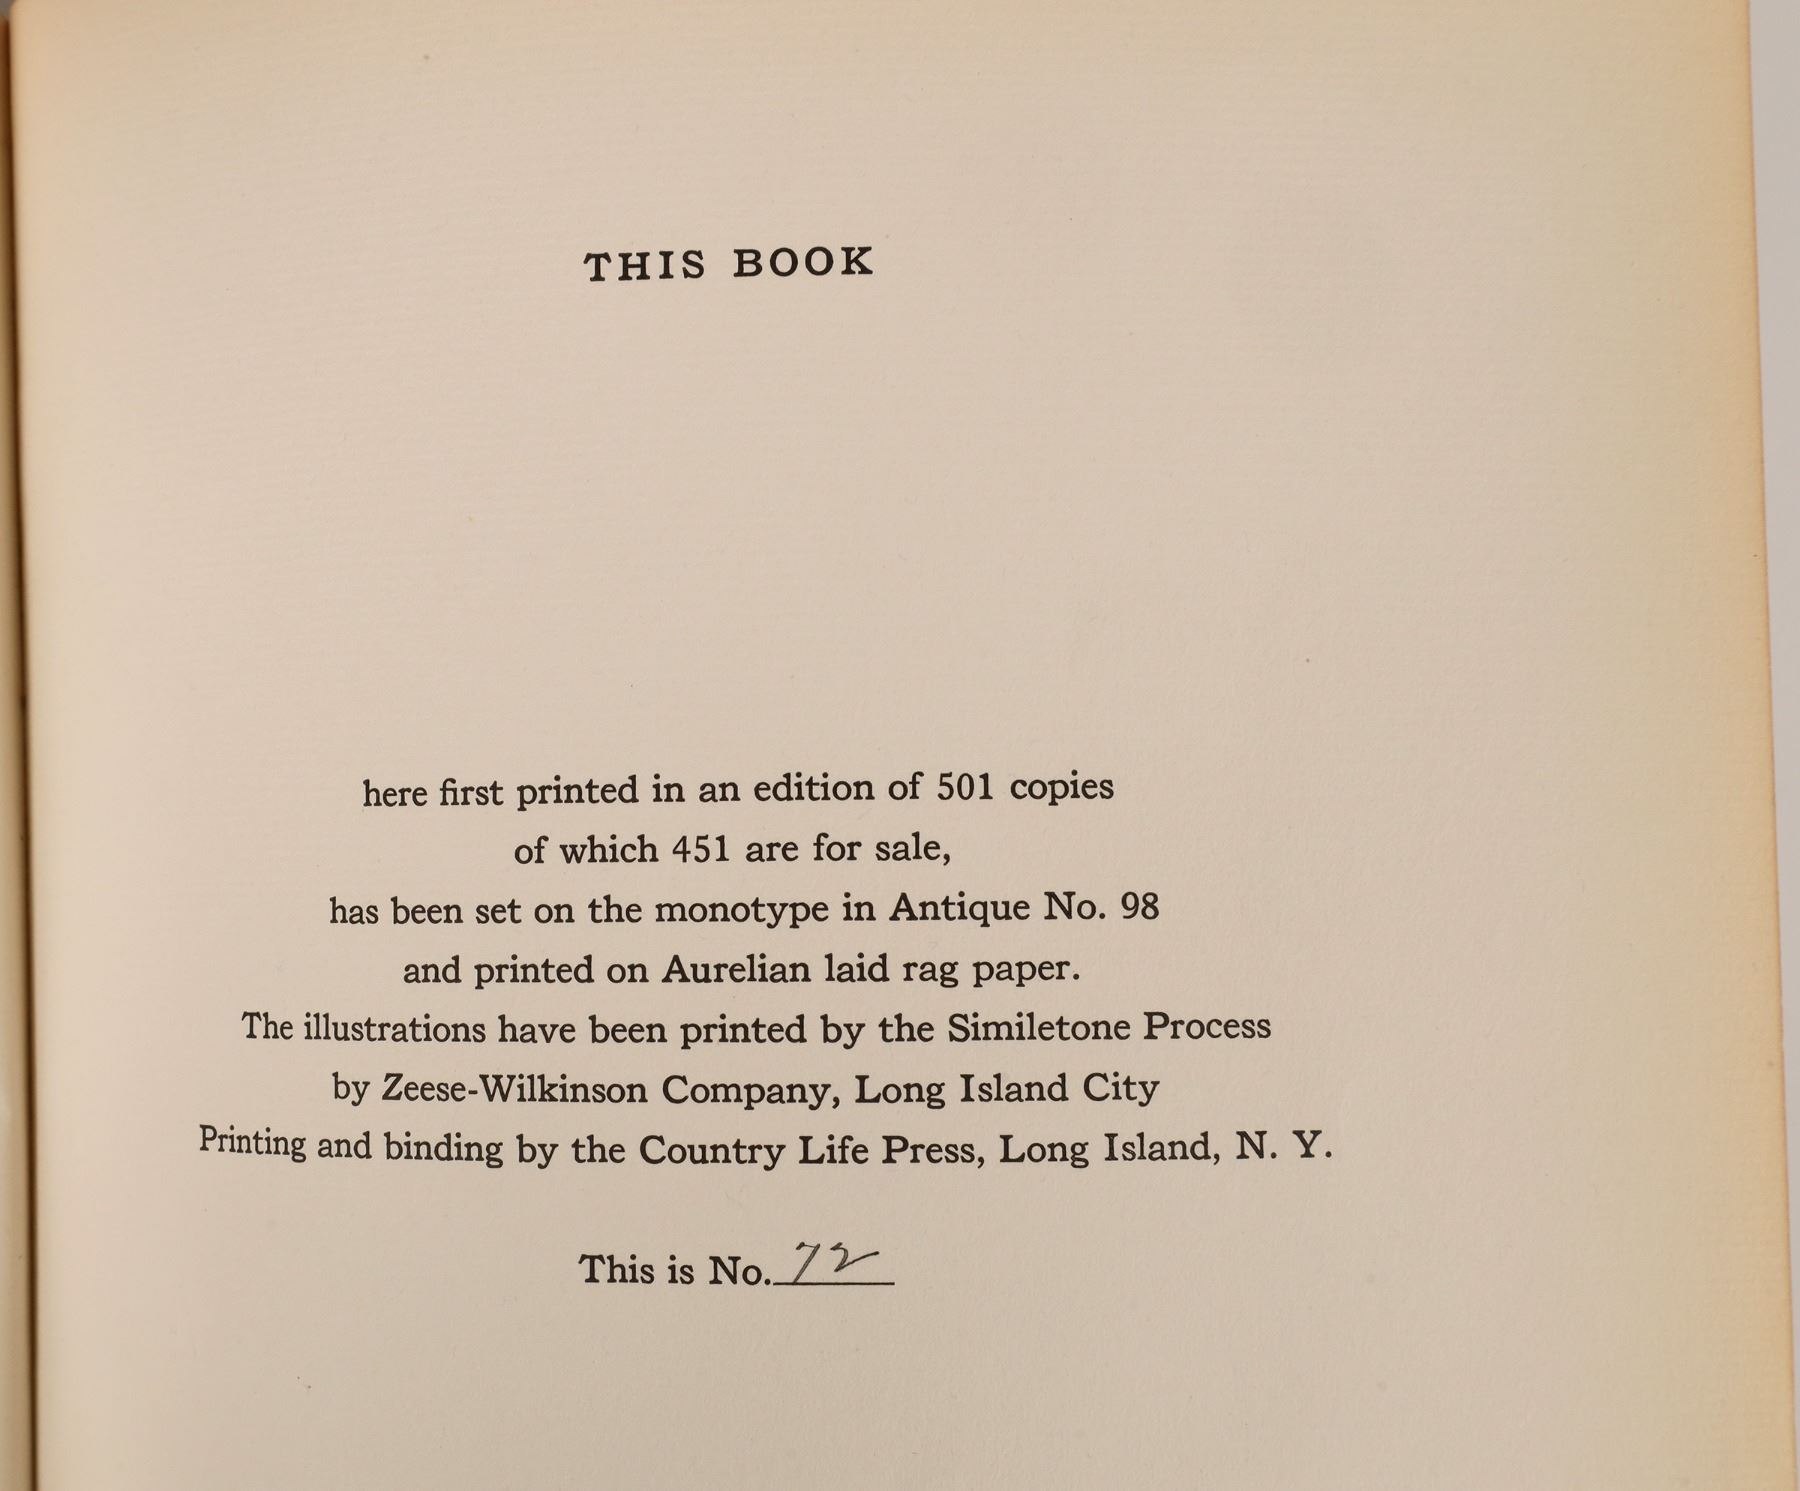 THIS BOOK
here first printed in an edition of 501 copies
of which 451 are for sale,
has been set on the monotype in Antique No. 98
and printed on Aurelian laid rag paper.
The illustrations have been printed by the Simileton​e Process
by Zeese-Wilkinson Company, Long Island City
Printing and binding by the Country Life Press, Long Island, N. Y.
This is No. 72